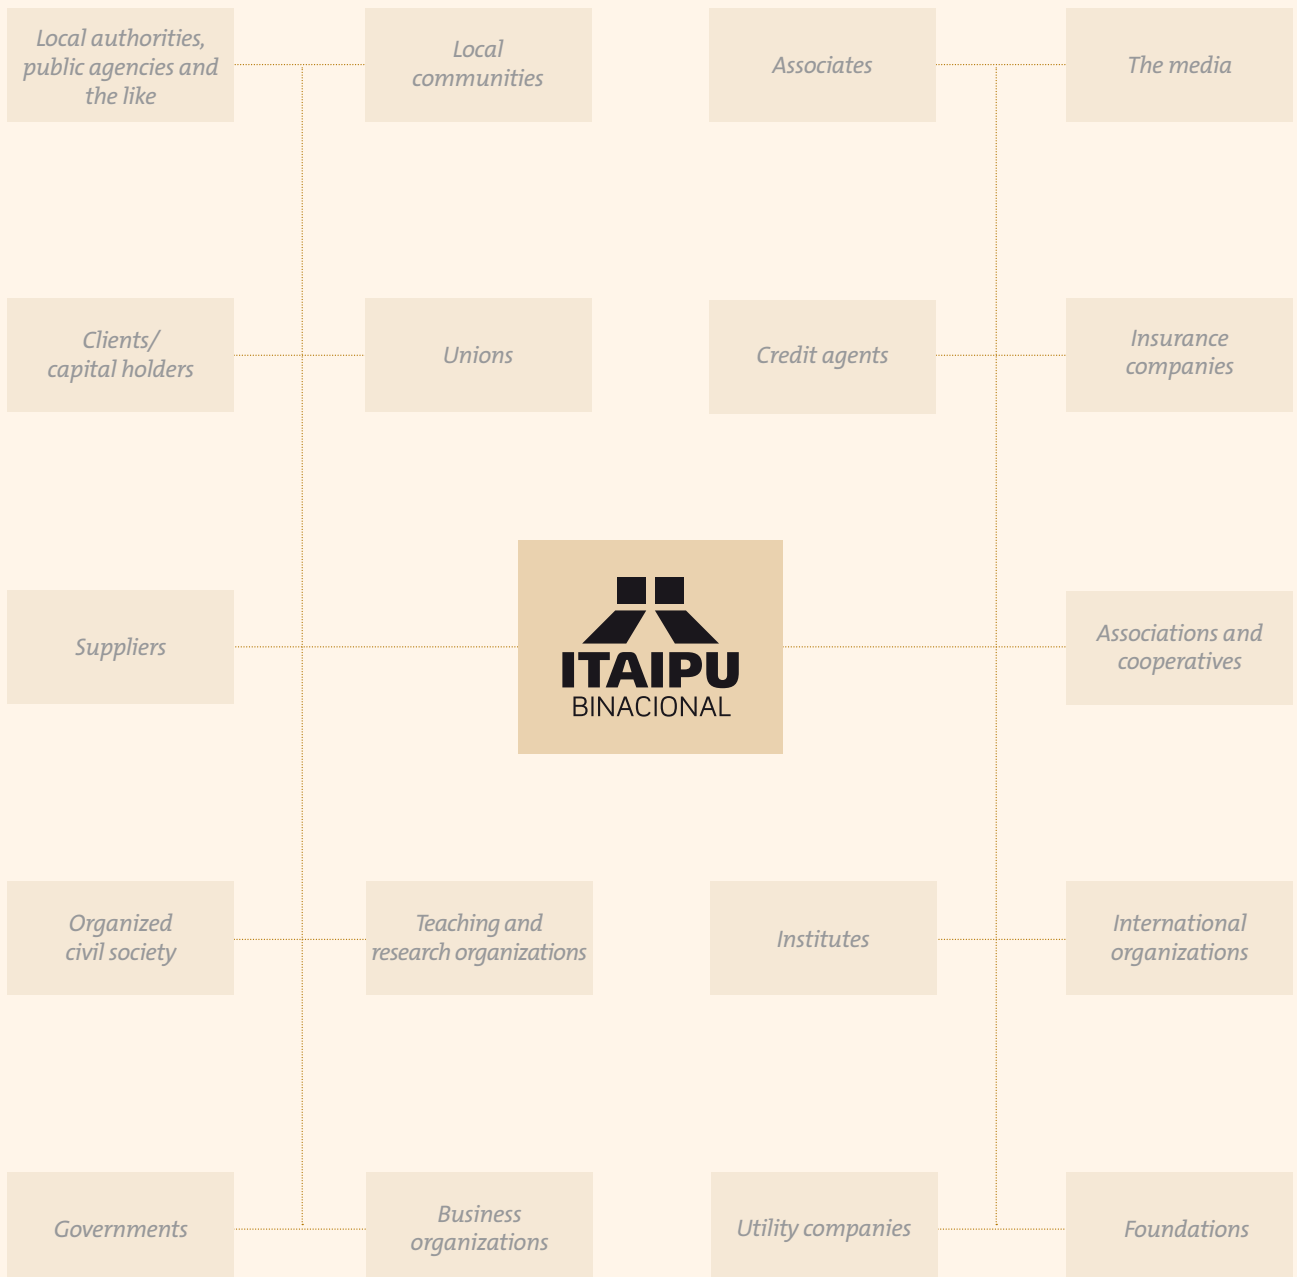 Local authorities,
public agencies and
the like
Local
communities
Associates
The media
Clients/
capital holders
Unions
Credit agents
Insurance
companies
Suppliers
ITAIPU
BINACIONAL
Associations and
cooperatives
Organized
civil society
Teaching and
research organizations
Institutes
International
organizations
Governments
Business
organizations
Utility companies
Foundations